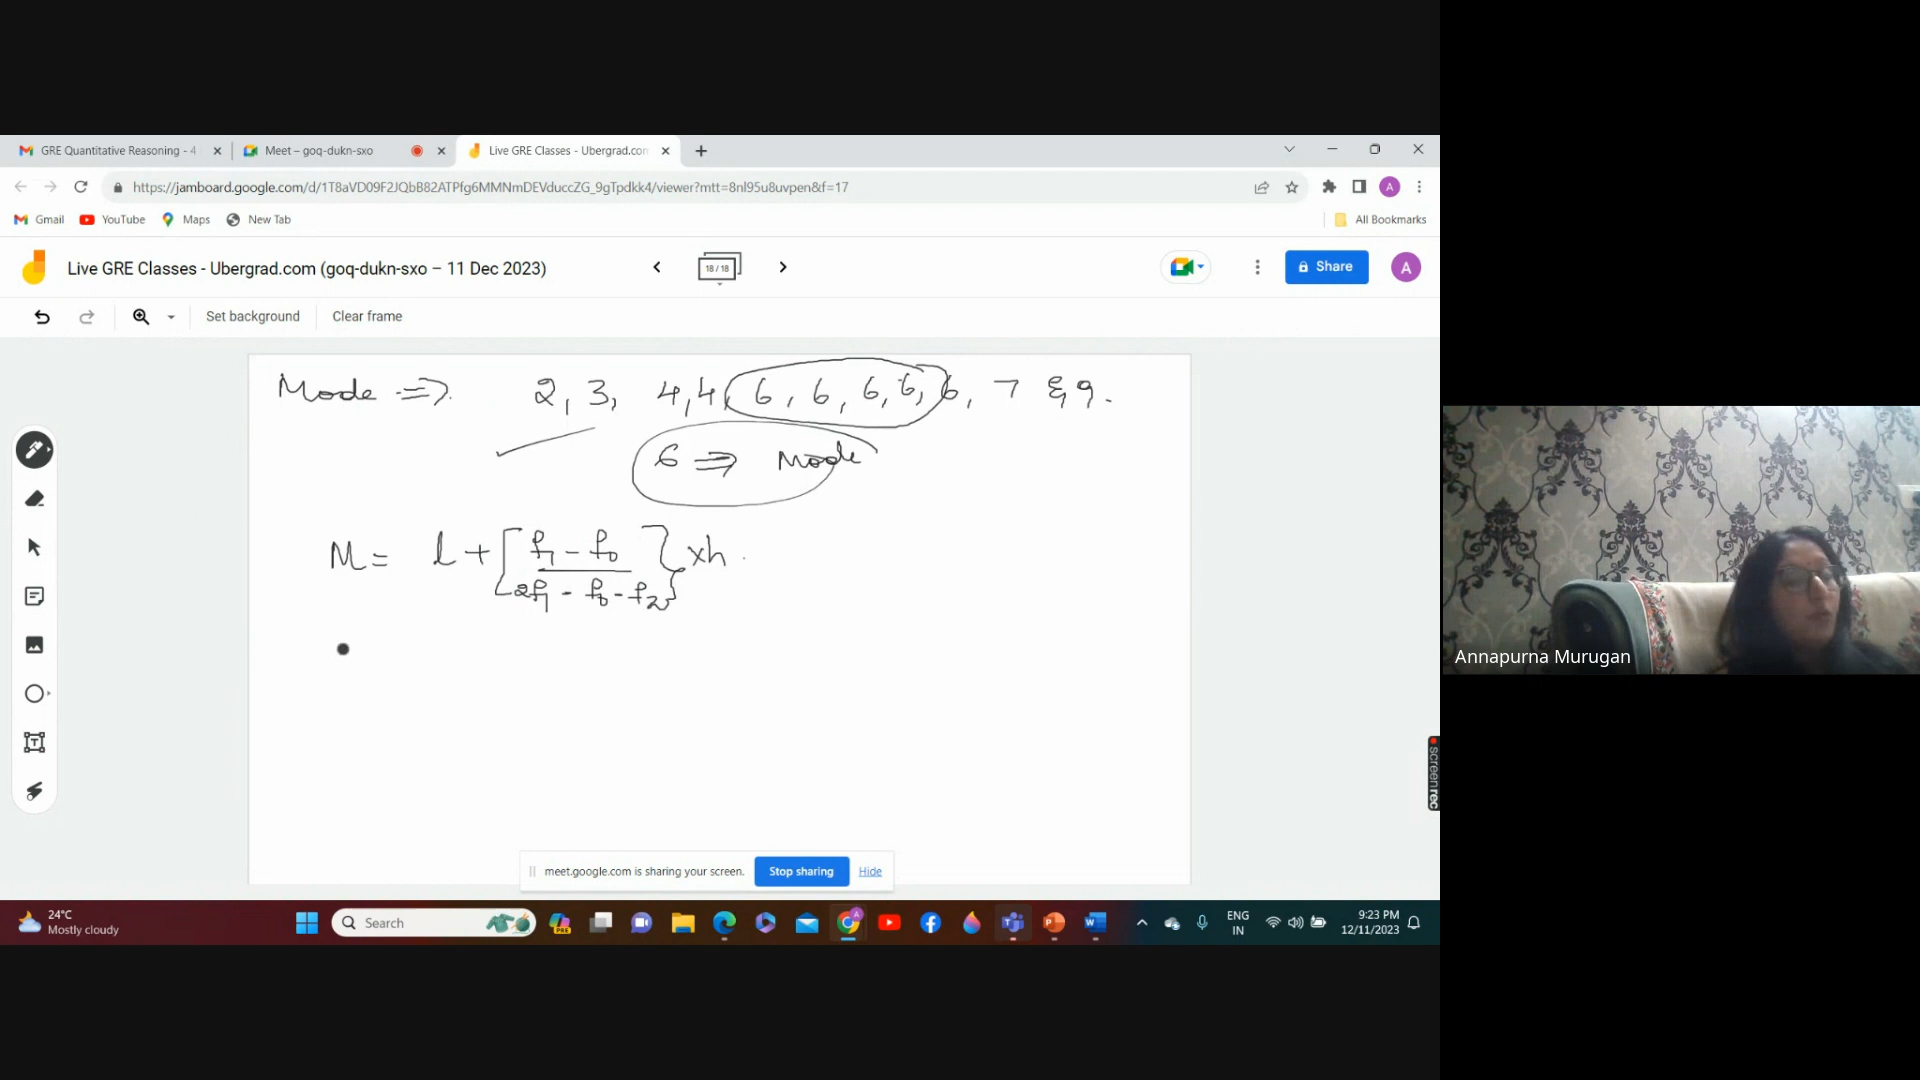 GRE Quantitative Reasoning - 4
Meet – goq-dukn-sxo
Live GRE Classes - Ubergrad.con
https://jamboard.google.com/d/1T8aVD09F2JQbB82ATPfg6MMNmDEVduccZG_9gTpdkk4/viewer?mtt=8nl95u8uvpen&f=17
A
Gmail YouTube Maps New Tab All Bookmarks
Live GRE Classes - Ubergrad.com (goq-dukn-sxo – 11 Dec 2023)
18 / 18
Share
A
Set background Clear frame
Mode ⇒ 2, 3, 4,4, 6, 6, 6, 6, 6, 7 & 9.
6 ⇒ Mode
M = l + [f1 - f0 / 2f1 - f0 - f2] x h
Annapurna Murugan
screenrec
meet.google.com is sharing your screen. Stop sharing Hide
24°C
Mostly cloudy
Search
PRE
A
ENG
IN
9:23 PM
12/11/2023